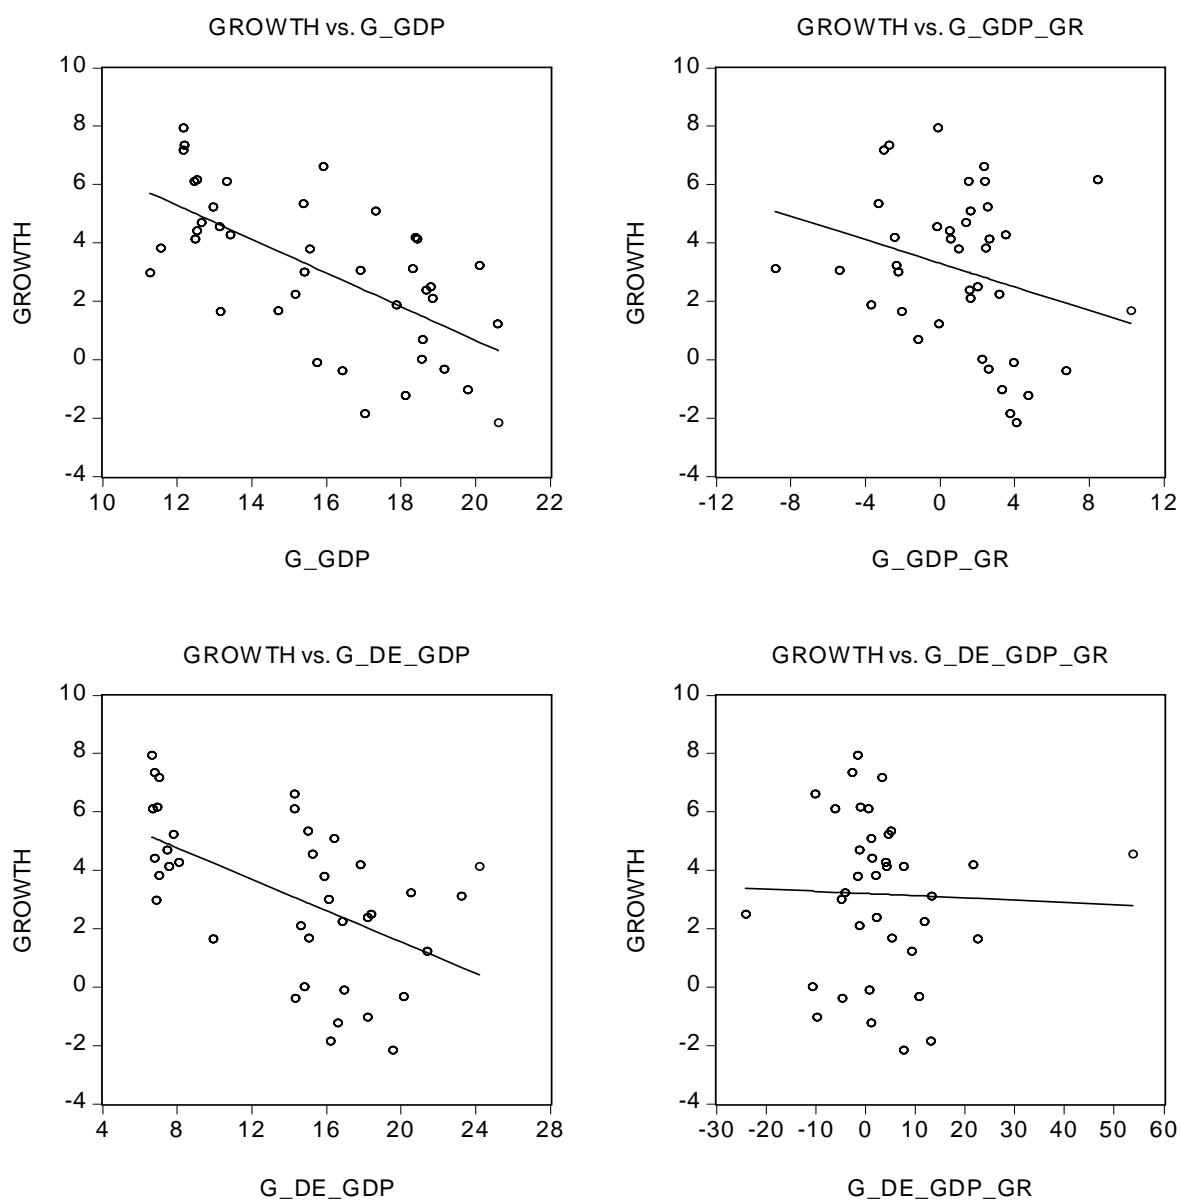 GROWTH vs. G_GDP
10
8
6
4
2
0
-2
-4
GROWTH
10 12 14 16 18 20 22
G_GDP
GROWTH vs. G_GDP_GR
10
8
6
4
2
0
-2
-4
GROWTH
-12 -8 -4 0 4 8 12
G_GDP_GR
GROWTH vs. G_DE_GDP
10
8
6
4
2
0
-2
-4
GROWTH
4 8 12 16 20 24 28
G_DE_GDP
GROWTH vs. G_DE_GDP_GR
10
8
6
4
2
0
-2
-4
GROWTH
-30 -20 -10 0 10 20 30 40 50 60
G_DE_GDP_GR